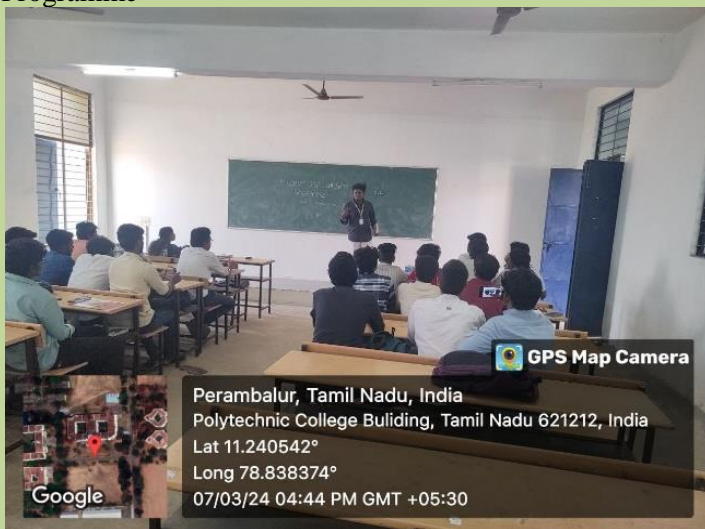 Programme
GPS Map Camera
Perambalur, Tamil Nadu, India
Polytechnic College Buliding, Tamil Nadu 621212, India
Lat 11.240542°
Long 78.838374°
07/03/24 04:44 PM GMT +05:30
Google